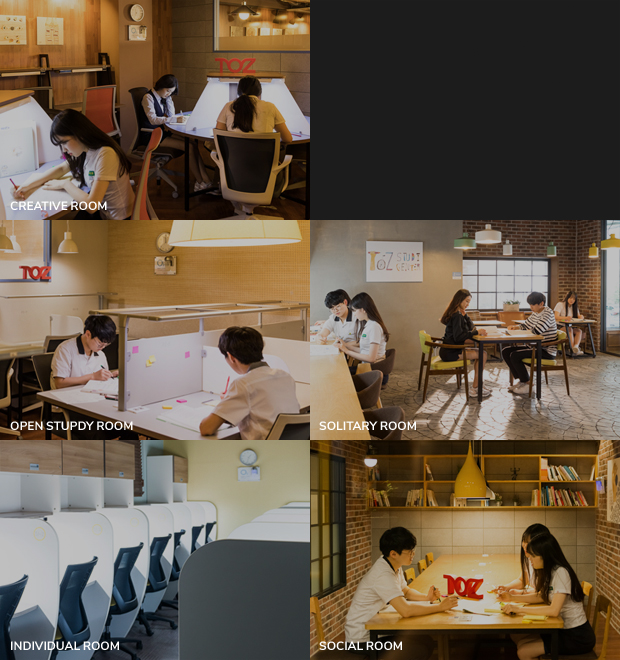 TOZ
CREATIVE ROOM
TOZ
OPEN STUPDY ROOM
TOZ STUDY
CENTER
SOLITARY ROOM
INDIVIDUAL ROOM
TOZ
SOCIAL ROOM